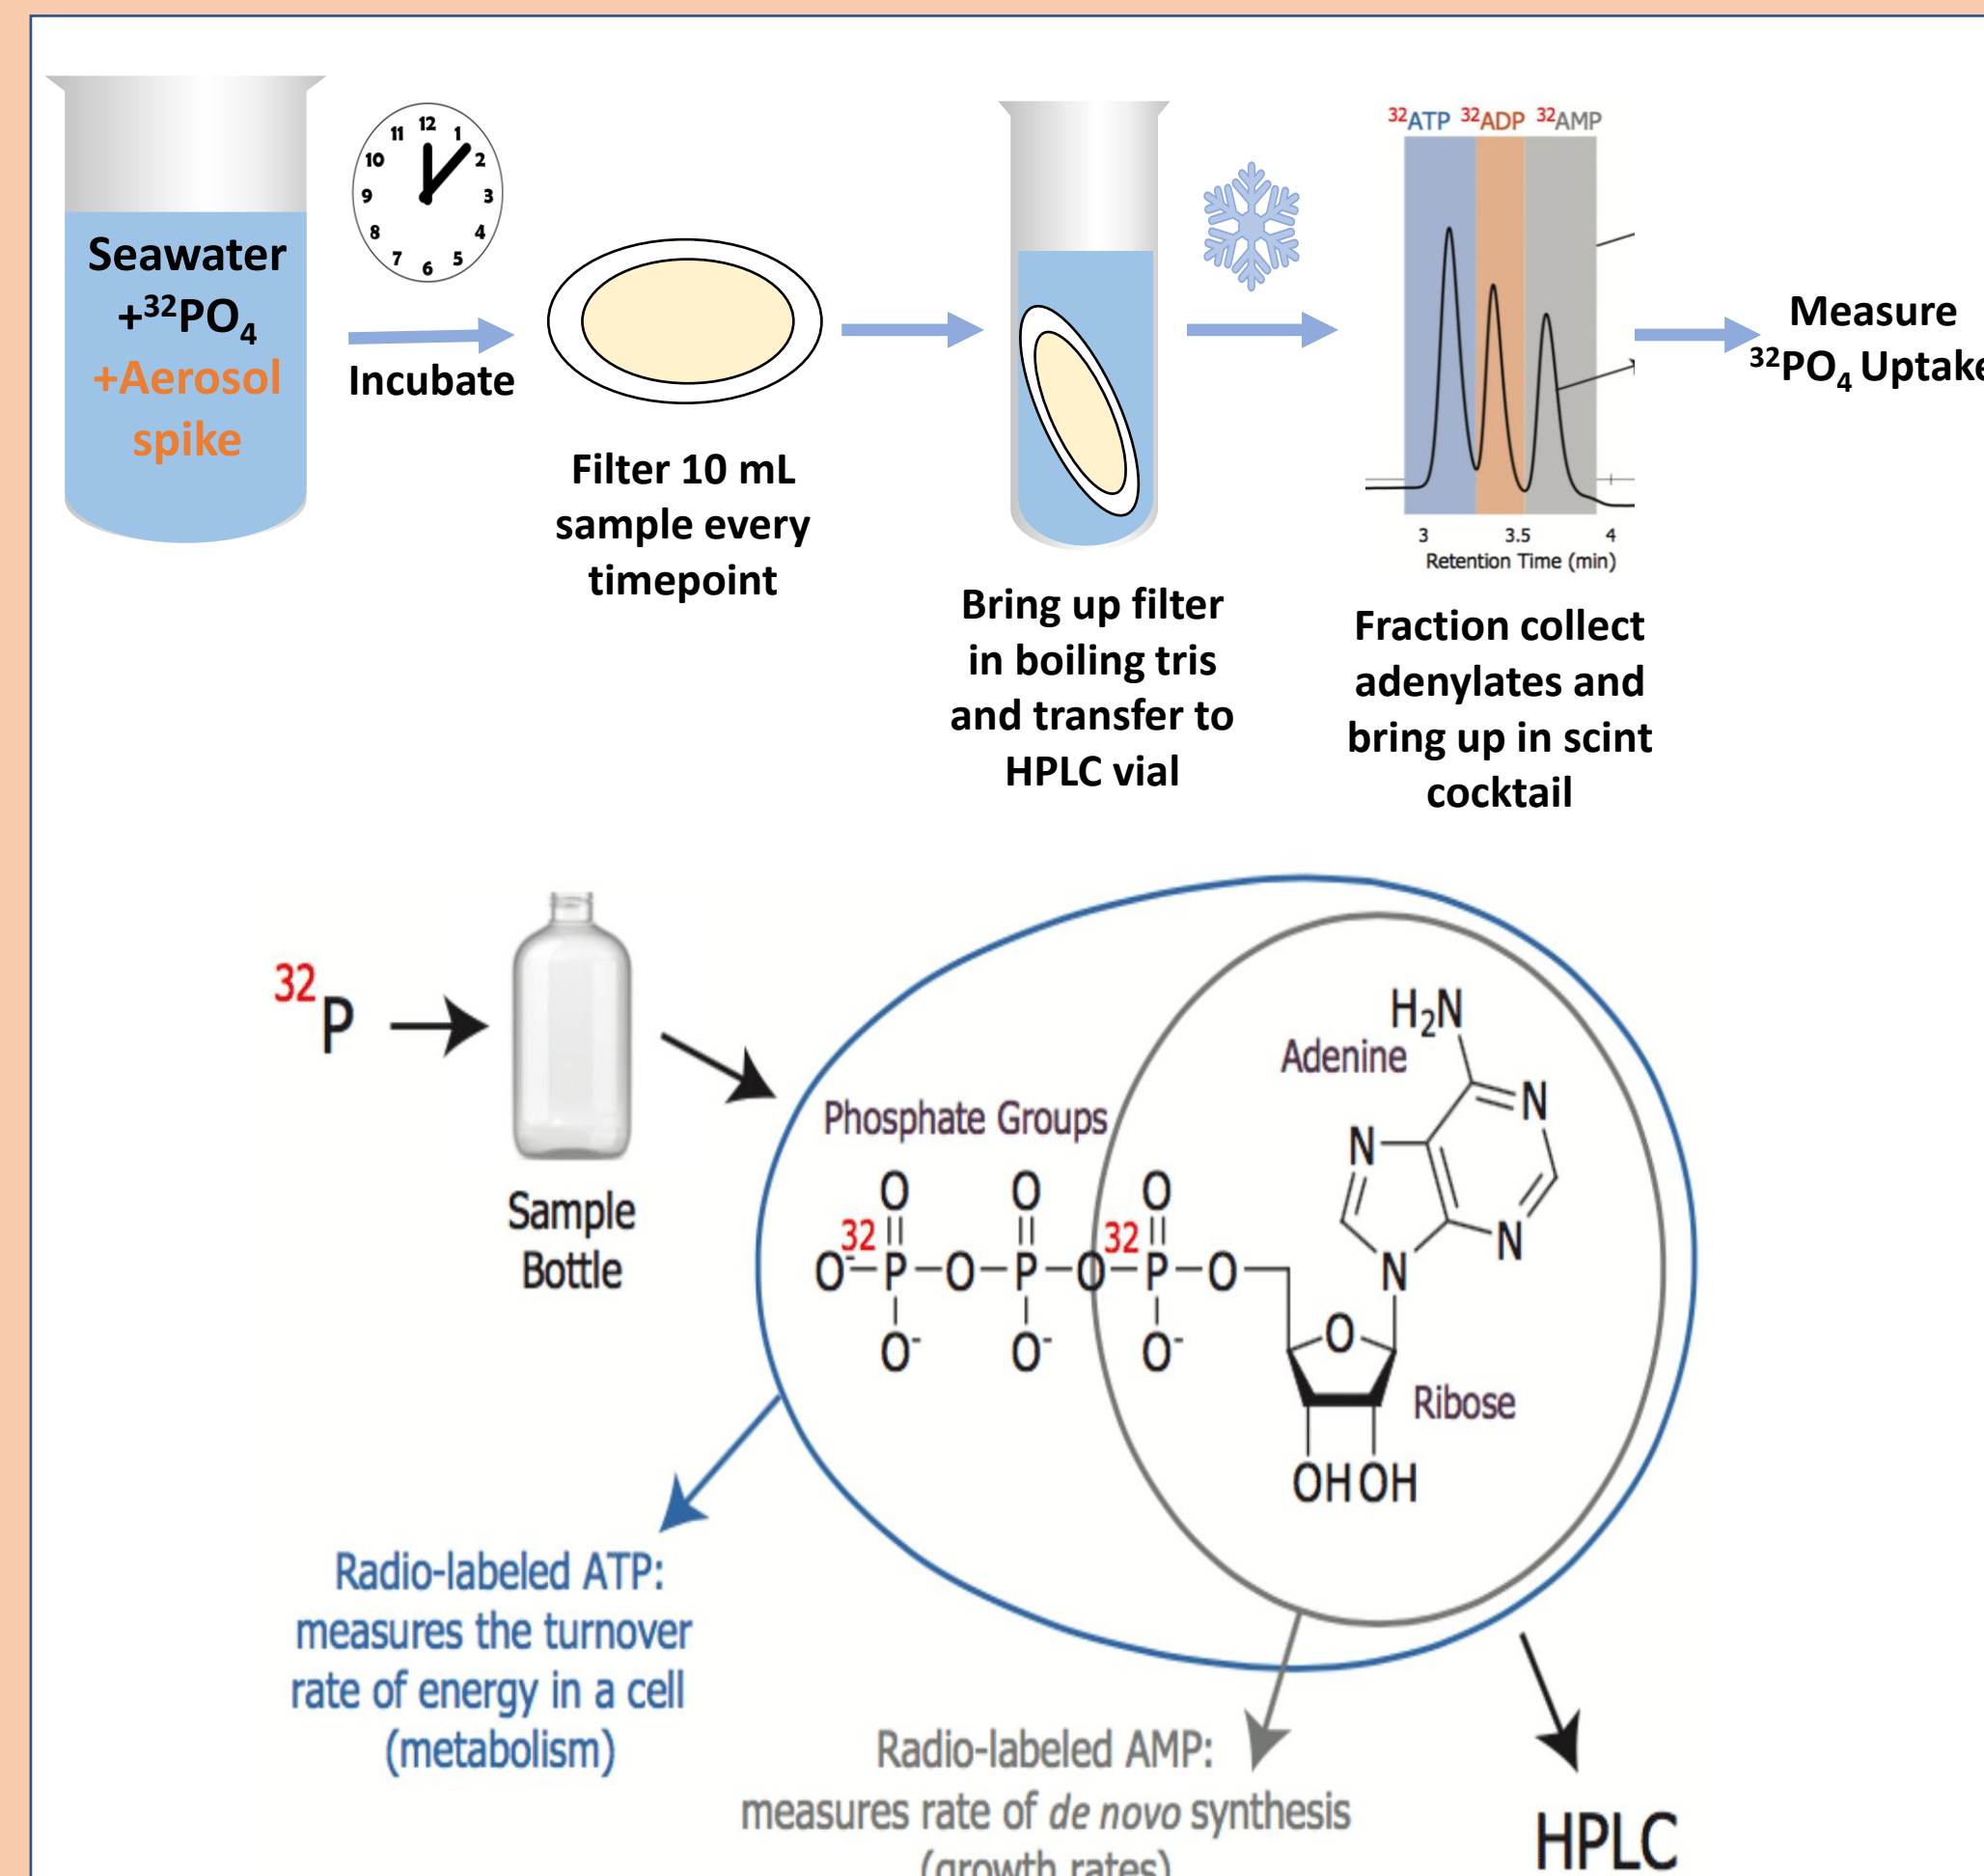 Seawater
+³²PO₄
+Aerosol
spike
12
1
2
3
4
5
6
7
8
9
10
11
Incubate
Filter 10 mL
sample every
timepoint
Bring up filter
in boiling tris
and transfer to
HPLC vial
³²ATP ³²ADP ³²AMP
3 3.5 4
Retention Time (min)
Fraction collect
adenylates and
bring up in scint
cocktail
Measure
³²PO₄ Uptake
³²P
Sample
Bottle
Phosphate Groups
Adenine
H₂N
N
N
N
N
O O O
O⁻–³²P–O–P–O–³²P–O
O⁻ O⁻ O⁻
O
Ribose
OH OH
Radio-labeled ATP:
measures the turnover
rate of energy in a cell
(metabolism)
Radio-labeled AMP:
measures rate of de novo synthesis
(growth rates)
HPLC